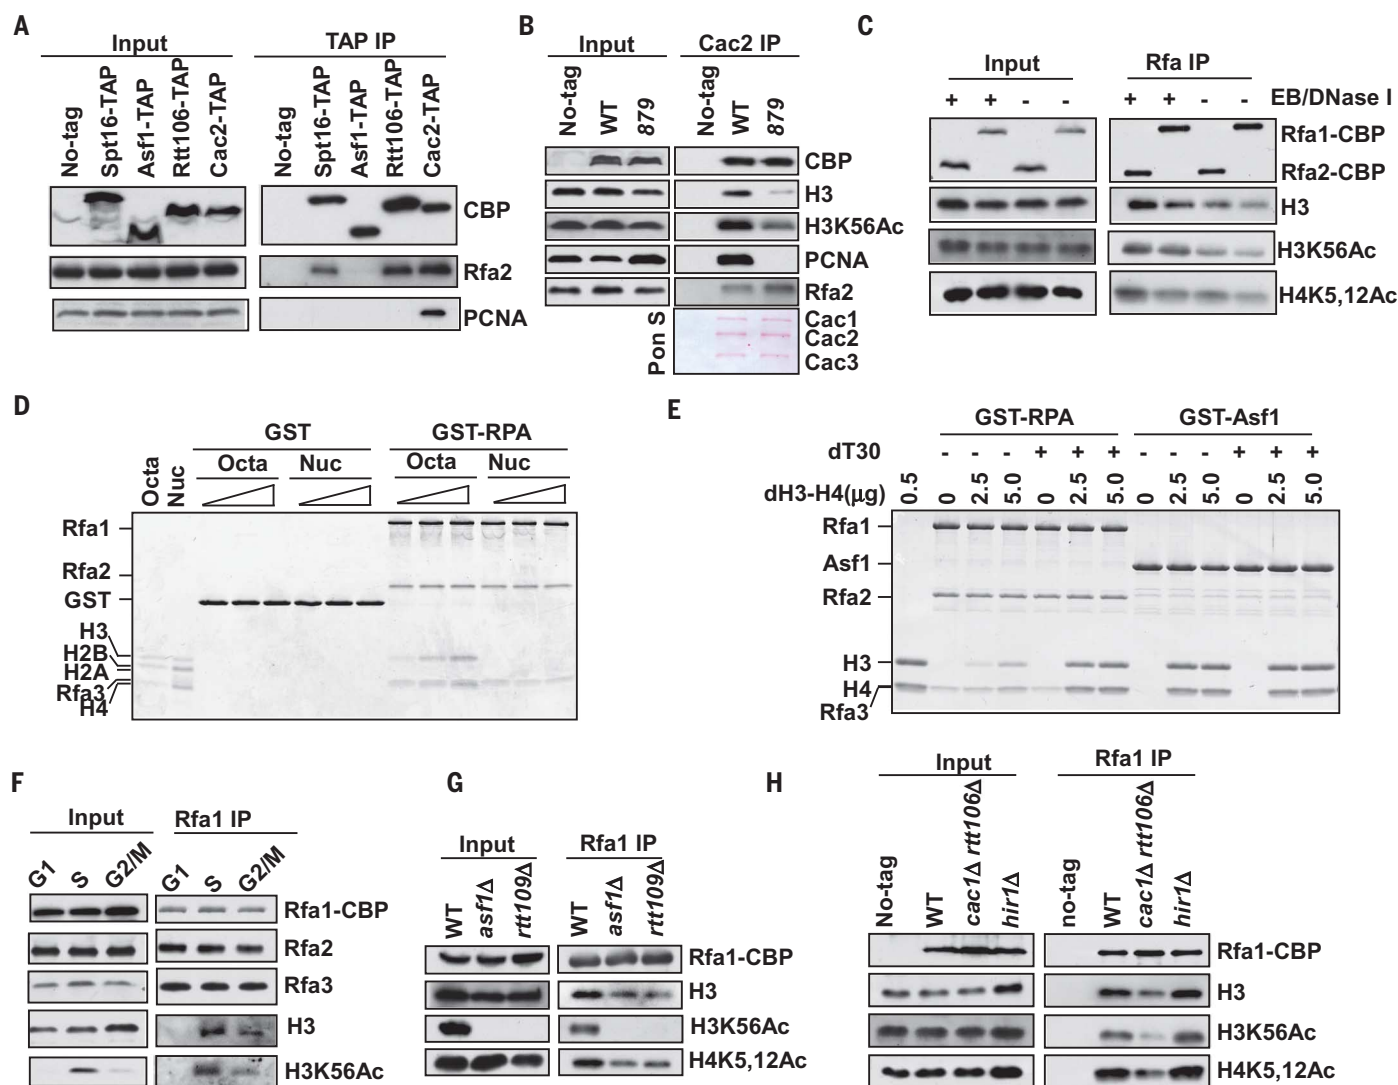 A
Input
TAP IP
No-tag
Spt16-TAP
Asf1-TAP
Rtt106-TAP
Cac2-TAP
No-tag
Spt16-TAP
Asf1-TAP
Rtt106-TAP
Cac2-TAP
CBP
Rfa2
PCNA
B
Input
Cac2 IP
No-tag
WT
879
No-tag
WT
879
CBP
H3
H3K56Ac
PCNA
Rfa2
Pon S
Cac1
Cac2
Cac3
C
Input
Rfa IP
+ + - - + + - - EB/DNase I
Rfa1-CBP
Rfa2-CBP
H3
H3K56Ac
H4K5,12Ac
D
GST
GST-RPA
Octa
Nuc
Octa
Nuc
Octa
Nuc
Rfa1
Rfa2
GST
H3
H2B
H2A
Rfa3
H4
E
GST-RPA
GST-Asf1
dT30 - - - + + + - - - + + +
dH3-H4(µg) 0.5 0 2.5 5.0 0 2.5 5.0 0 2.5 5.0 0 2.5 5.0
Rfa1
Asf1
Rfa2
H3
H4
Rfa3
F
Input
Rfa1 IP
G1
S
G2/M
G1
S
G2/M
Rfa1-CBP
Rfa2
Rfa3
H3
H3K56Ac
G
Input
Rfa1 IP
WT
asf1Δ
rtt109Δ
WT
asf1Δ
rtt109Δ
Rfa1-CBP
H3
H3K56Ac
H4K5,12Ac
H
Input
Rfa1 IP
No-tag
WT
cac1Δ rtt106Δ
hir1Δ
no-tag
WT
cac1Δ rtt106Δ
hir1Δ
Rfa1-CBP
H3
H3K56Ac
H4K5,12Ac